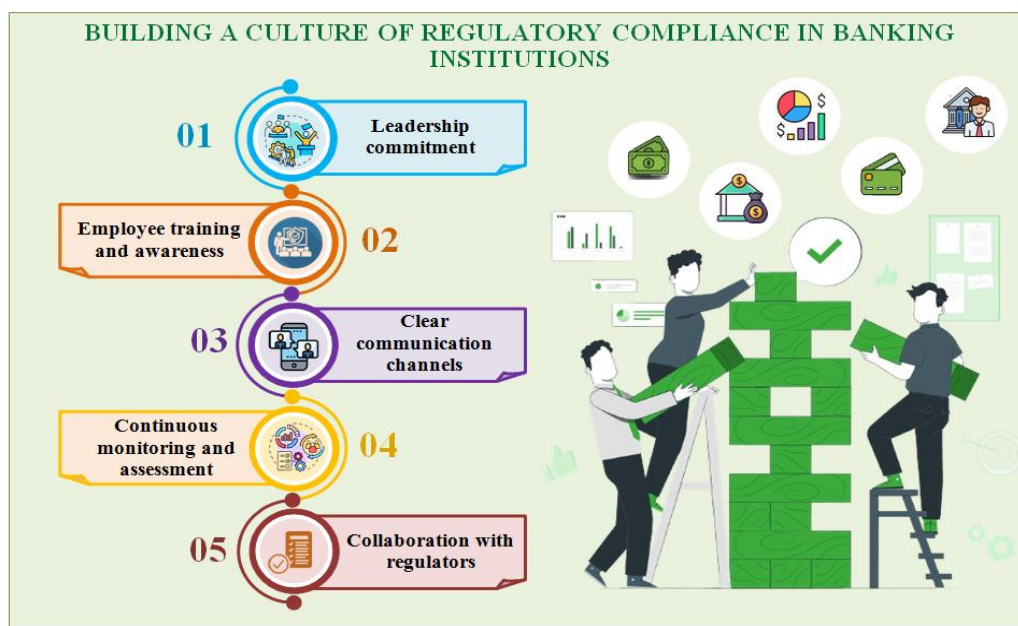 BUILDING A CULTURE OF REGULATORY COMPLIANCE IN BANKING
INSTITUTIONS
01
Leadership
commitment
Employee training
and awareness
02
03
Clear
communication
channels
Continuous
monitoring and
assessment
04
05
Collaboration with
regulators